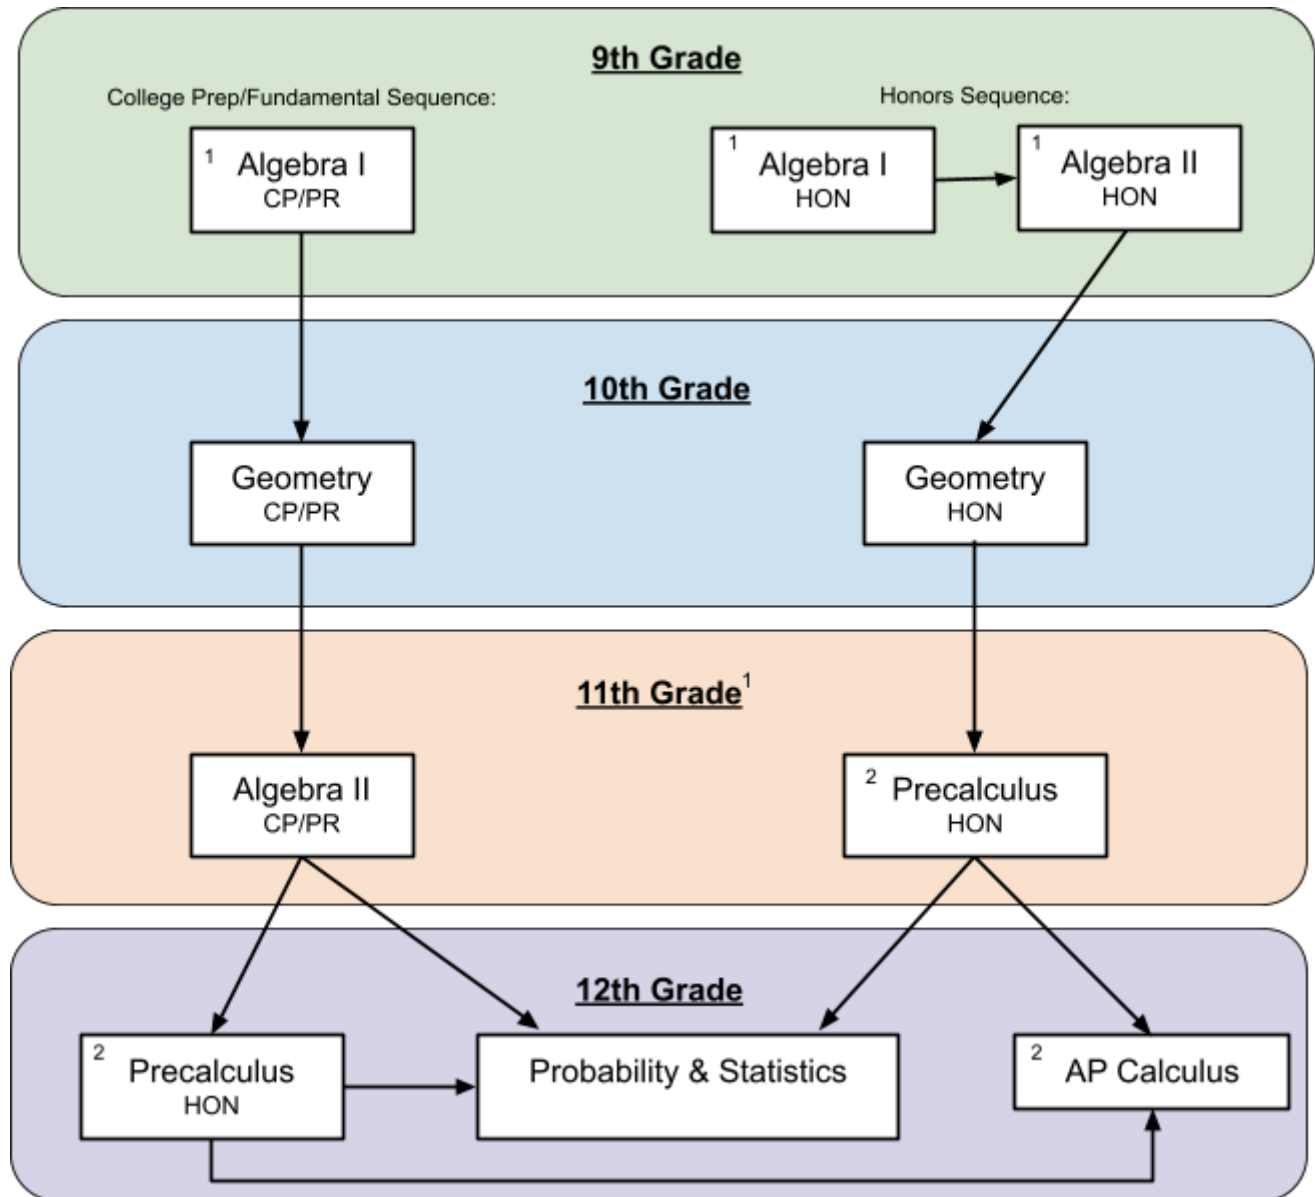 9th Grade
College Prep/Fundamental Sequence:
Honors Sequence:
1 Algebra I
CP/PR
1 Algebra I
HON
1 Algebra II
HON
10th Grade
Geometry
CP/PR
Geometry
HON
11th Grade1
Algebra II
CP/PR
2 Precalculus
HON
12th Grade
2 Precalculus
HON
Probability & Statistics
2 AP Calculus